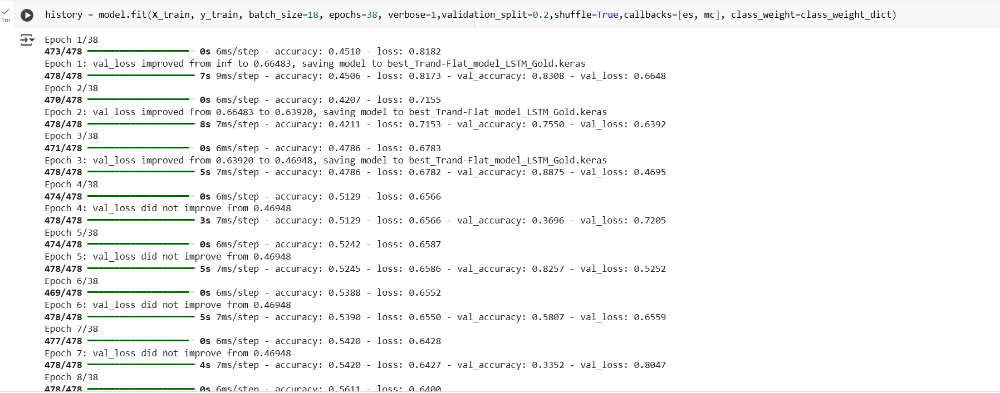 history = model.fit(X_train, y_train, batch_size=18, epochs=38, verbose=1,validation_split=0.2,shuffle=True,callbacks=[es, mc], class_weight=class_weight_dict)
1m
Epoch 1/38
473/478 0s 6ms/step - accuracy: 0.4510 - loss: 0.8182
Epoch 1: val_loss improved from inf to 0.66483, saving model to best_Trand-Flat_model_LSTM_Gold.keras
478/478 7s 9ms/step - accuracy: 0.4506 - loss: 0.8173 - val_accuracy: 0.8308 - val_loss: 0.6648
Epoch 2/38
470/478 0s 6ms/step - accuracy: 0.4207 - loss: 0.7155
Epoch 2: val_loss improved from 0.66483 to 0.63920, saving model to best_Trand-Flat_model_LSTM_Gold.keras
478/478 8s 7ms/step - accuracy: 0.4211 - loss: 0.7153 - val_accuracy: 0.7550 - val_loss: 0.6392
Epoch 3/38
471/478 0s 6ms/step - accuracy: 0.4786 - loss: 0.6783
Epoch 3: val_loss improved from 0.63920 to 0.46948, saving model to best_Trand-Flat_model_LSTM_Gold.keras
478/478 5s 7ms/step - accuracy: 0.4786 - loss: 0.6782 - val_accuracy: 0.8875 - val_loss: 0.4695
Epoch 4/38
474/478 0s 6ms/step - accuracy: 0.5129 - loss: 0.6566
Epoch 4: val_loss did not improve from 0.46948
478/478 3s 7ms/step - accuracy: 0.5129 - loss: 0.6566 - val_accuracy: 0.3696 - val_loss: 0.7205
Epoch 5/38
474/478 0s 6ms/step - accuracy: 0.5242 - loss: 0.6587
Epoch 5: val_loss did not improve from 0.46948
478/478 5s 7ms/step - accuracy: 0.5245 - loss: 0.6586 - val_accuracy: 0.8257 - val_loss: 0.5252
Epoch 6/38
469/478 0s 6ms/step - accuracy: 0.5388 - loss: 0.6552
Epoch 6: val_loss did not improve from 0.46948
478/478 5s 7ms/step - accuracy: 0.5390 - loss: 0.6550 - val_accuracy: 0.5807 - val_loss: 0.6559
Epoch 7/38
477/478 0s 6ms/step - accuracy: 0.5420 - loss: 0.6428
Epoch 7: val_loss did not improve from 0.46948
478/478 4s 7ms/step - accuracy: 0.5420 - loss: 0.6427 - val_accuracy: 0.3352 - val_loss: 0.8047
Epoch 8/38
478/478 0s 6ms/step - accuracy: 0.5611 - loss: 0.6400